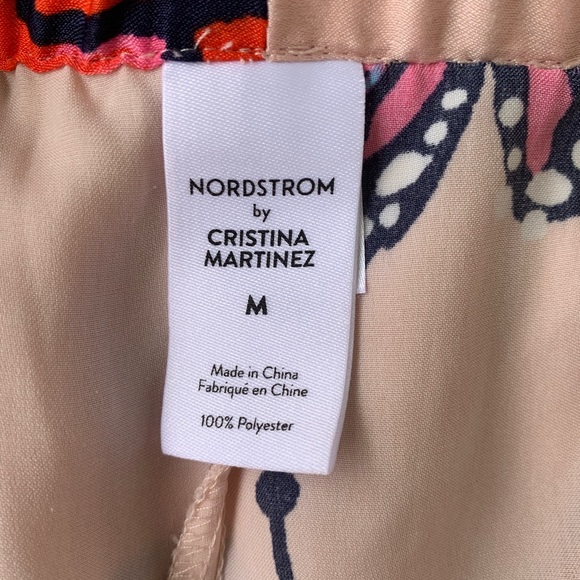 NORDSTROM
by
CRISTINA
MARTINEZ
M
Made in China
Fabriqué en Chine
100% Polyester